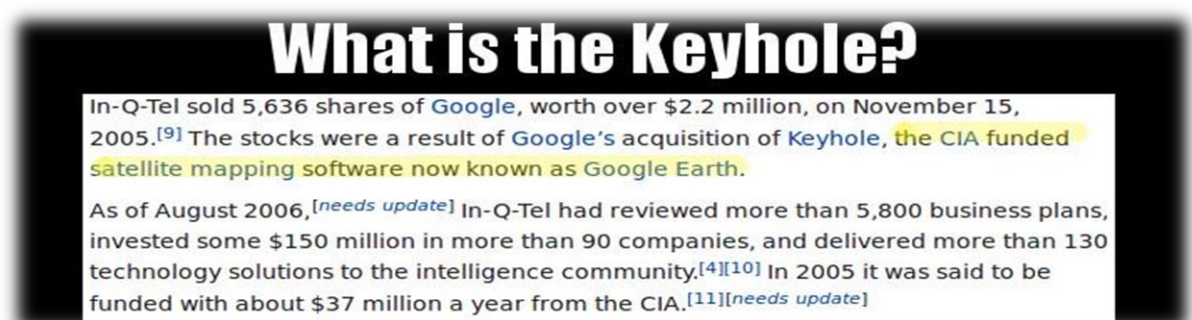 What is the Keyhole?
In-Q-Tel sold 5,636 shares of Google, worth over $2.2 million, on November 15,
2005.[9] The stocks were a result of Google's acquisition of Keyhole, the CIA funded
satellite mapping software now known as Google Earth.
As of August 2006,[needs update] In-Q-Tel had reviewed more than 5,800 business plans,
invested some $150 million in more than 90 companies, and delivered more than 130
technology solutions to the intelligence community.[4][10] In 2005 it was said to be
funded with about $37 million a year from the CIA.[11][needs update]